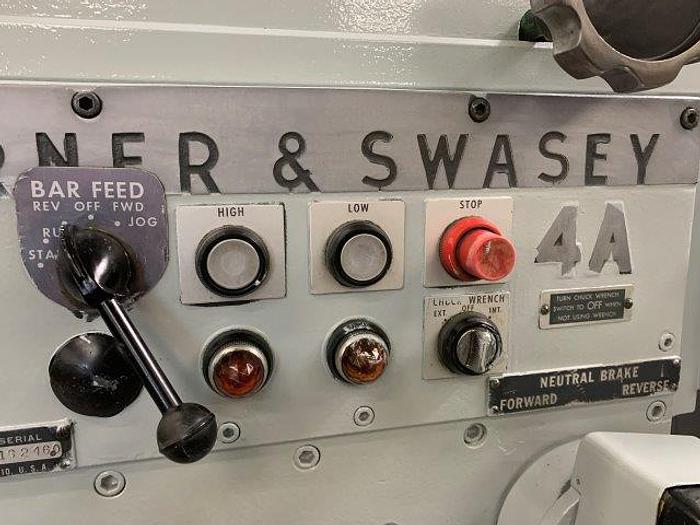 RNER & SWASEY
BAR FEED
REV OFF FWD
JOG
HIGH
LOW
STOP
4A
CHUCK WRENCH
EXT. OFF INT.
TURN CHUCK WRENCH
SWITCH TO OFF WHEN
NOT USING WRENCH
NEUTRAL BRAKE
FORWARD REVERSE
SERIAL
IO, U.S.A.